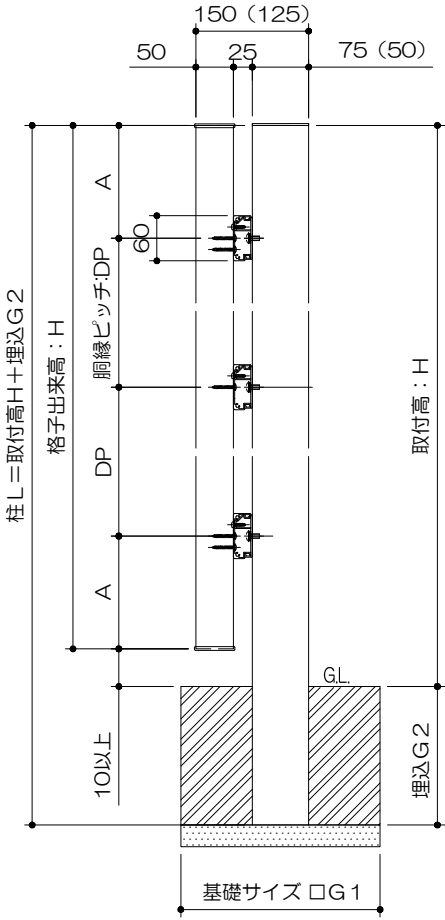 150（125）
50
25
75（50）
A
60
胴縁ピッチ:DP
柱L＝取付高H＋埋込G2
格子出来高：H
取付高：H
DP
A
G.L.
10以上
埋込G2
基礎サイズ □G1